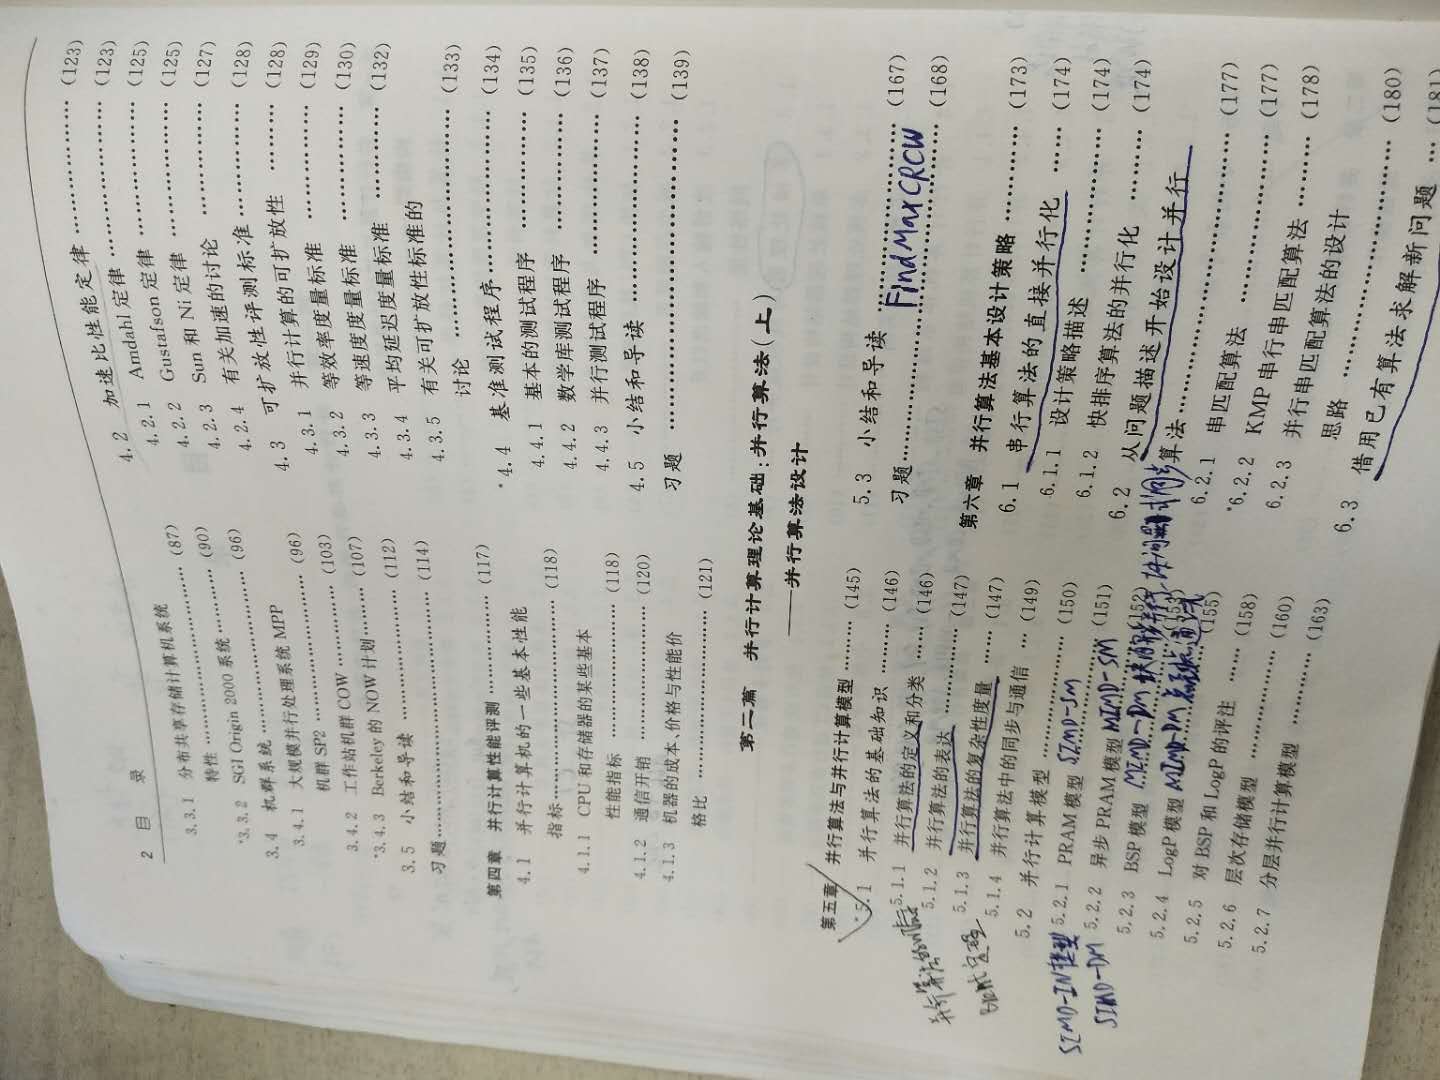 2 目 录
3.3.1 分布共享存储计算机系统
特性 …… (87)
*3.3.2 SGI Origin 2000 系统 …… (90)
3.4 机群系统 …… (96)
3.4.1 大规模并行处理系统 MPP
机群 SP2 …… (96)
3.4.2 工作站机群 COW …… (103)
*3.4.3 Berkeley 的 NOW 计划 …… (107)
3.5 小结和导读 …… (112)
习题 …… (114)
第四章 并行计算性能评测 …… (117)
4.1 并行计算机的一些基本性能
指标 …… (118)
4.1.1 CPU 和存储器的某些基本
性能指标 …… (118)
4.1.2 通信开销 …… (120)
4.1.3 机器的成本、价格与性能价
格比 …… (121)
4.2 加速比性能定律 …… (123)
4.2.1 Amdahl 定律 …… (123)
4.2.2 Gustafson 定律 …… (125)
4.2.3 Sun 和 Ni 定律 …… (125)
4.2.4 有关加速的讨论 …… (127)
4.3 可扩放性评测标准 …… (128)
4.3.1 并行计算的可扩放性 …… (128)
4.3.2 等效率度量标准 …… (129)
4.3.3 等速度度量标准 …… (130)
4.3.4 平均延迟度量标准 …… (132)
4.3.5 有关可扩放性标准的
讨论 …… (133)
*4.4 基准测试程序 …… (134)
4.4.1 基本的测试程序 …… (135)
4.4.2 数学库测试程序 …… (136)
4.4.3 并行测试程序 …… (137)
4.5 小结和导读 …… (138)
习题 …… (139)
第二篇 并行计算理论基础:并行算法(上)
——并行算法设计
第五章 并行算法与并行计算模型 …… (145)
*5.1 并行算法的基础知识 …… (146)
5.1.1 并行算法的定义和分类 …… (146)
5.1.2 并行算法的表达 …… (147)
5.1.3 并行算法的复杂性度量 …… (147)
5.1.4 并行算法中的同步与通信 … (149)
5.2 并行计算模型 …… (150)
SIMD-IN模型
SIMD-DM
5.2.1 PRAM 模型 SIMD-SM (151)
5.2.2 异步 PRAM 模型 MIMD-SM (152)
5.2.3 BSP 模型 MIMD-DM (153)
5.2.4 LogP 模型 MIMD-DM 点到点通讯 (155)
5.2.5 对 BSP 和 LogP 的评注 …… (158)
5.2.6 层次存储模型 …… (160)
5.2.7 分层并行计算模型 …… (163)
5.3 小结和导读 …… (167)
FIndMaxCRCW
习题 …… (168)
第六章 并行算法基本设计策略 …… (173)
6.1 串行算法的直接并行化 …… (174)
6.1.1 设计策略描述 …… (174)
6.1.2 快排序算法的并行化 …… (174)
6.2 从问题描述开始设计并行
算法 …… (177)
6.2.1 串匹配算法 …… (177)
*6.2.2 KMP 串行串匹配算法 …… (178)
6.2.3 并行串匹配算法的设计
思路 …… (180)
6.3 借用已有算法求解新问题 … (181)